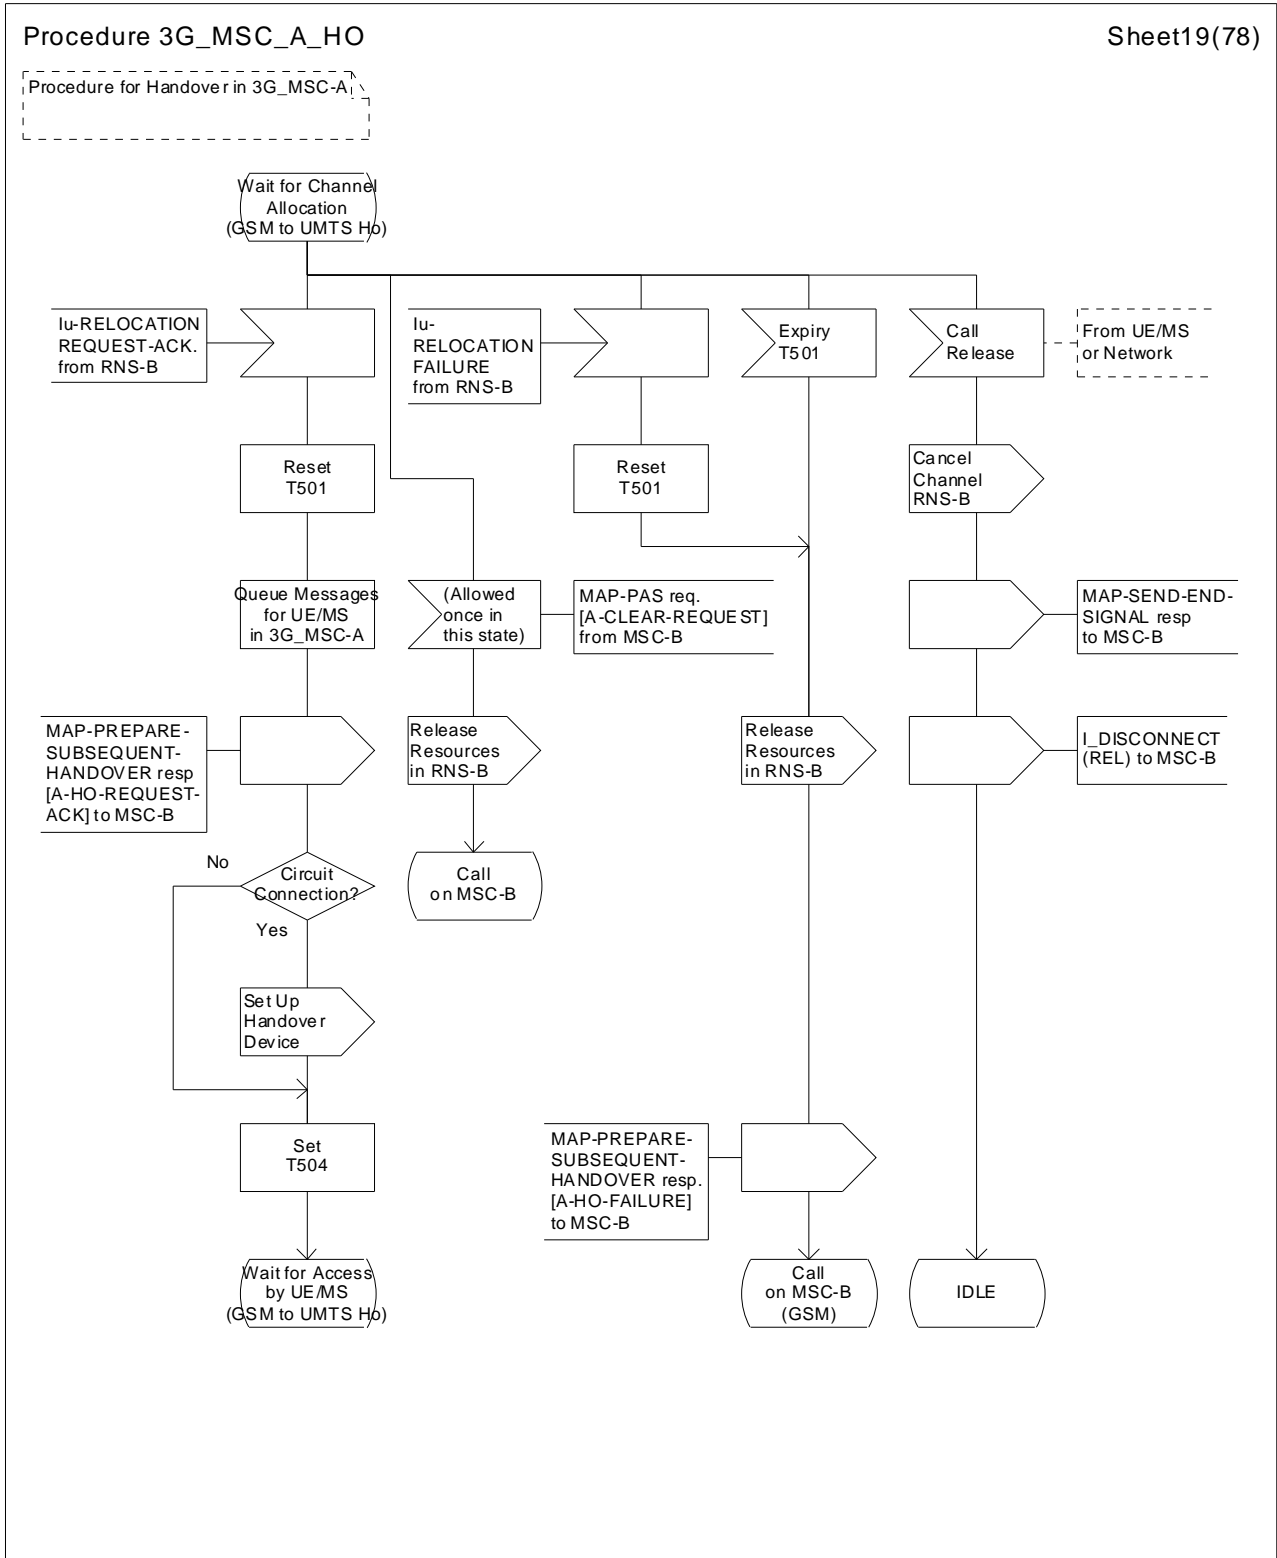 Procedure 3G_MSC_A_HO
Sheet19(78)
Procedure for Handover in 3G_MSC-A
Wait for Channel
Allocation
(GSM to UMTS Ho)
Iu-RELOCATION
REQUEST-ACK.
from RNS-B
Iu-
RELOCATION
FAILURE
from RNS-B
Expiry
T501
Call
Release
From UE/MS
or Network
Reset
T501
Reset
T501
Cancel
Channel
RNS-B
Queue Messages
for UE/MS
in 3G_MSC-A
(Allowed
once in
this state)
MAP-PAS req.
[A-CLEAR-REQUEST]
from MSC-B
MAP-SEND-END-
SIGNAL resp
to MSC-B
MAP-PREPARE-
SUBSEQUENT-
HANDOVER resp
[A-HO-REQUEST-
ACK] to MSC-B
Release
Resources
in RNS-B
Release
Resources
in RNS-B
I_DISCONNECT
(REL) to MSC-B
No
Circuit
Connection?
Yes
Call
on MSC-B
Set Up
Handover
Device
Set
T504
MAP-PREPARE-
SUBSEQUENT-
HANDOVER resp.
[A-HO-FAILURE]
to MSC-B
Wait for Access
by UE/MS
(GSM to UMTS Ho)
Call
on MSC-B
(GSM)
IDLE